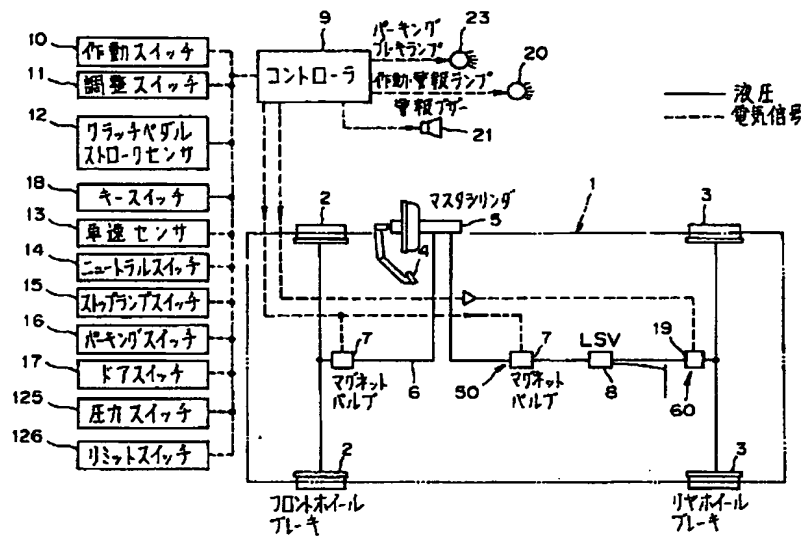 10
作動スイッチ
11
調整スイッチ
12
クラッチペダル
ストロークセンサ
18
キースイッチ
13
車速センサ
14
ニュートラルスイッチ
15
ストップランプスイッチ
16
パーキングスイッチ
17
ドアスイッチ
125
圧力スイッチ
126
リミットスイッチ
9
コントローラ
パーキング
ブレーキランプ
23
作動・警報ランプ
20
警報ブザー
21
液圧
電気信号
2
マスタシリンダ
5
4
1
3
7
マグネット
バルブ
6
50
7
マグネット
バルブ
LSV
8
19
60
2
フロントホイール
ブレーキ
3
リヤホイール
ブレーキ